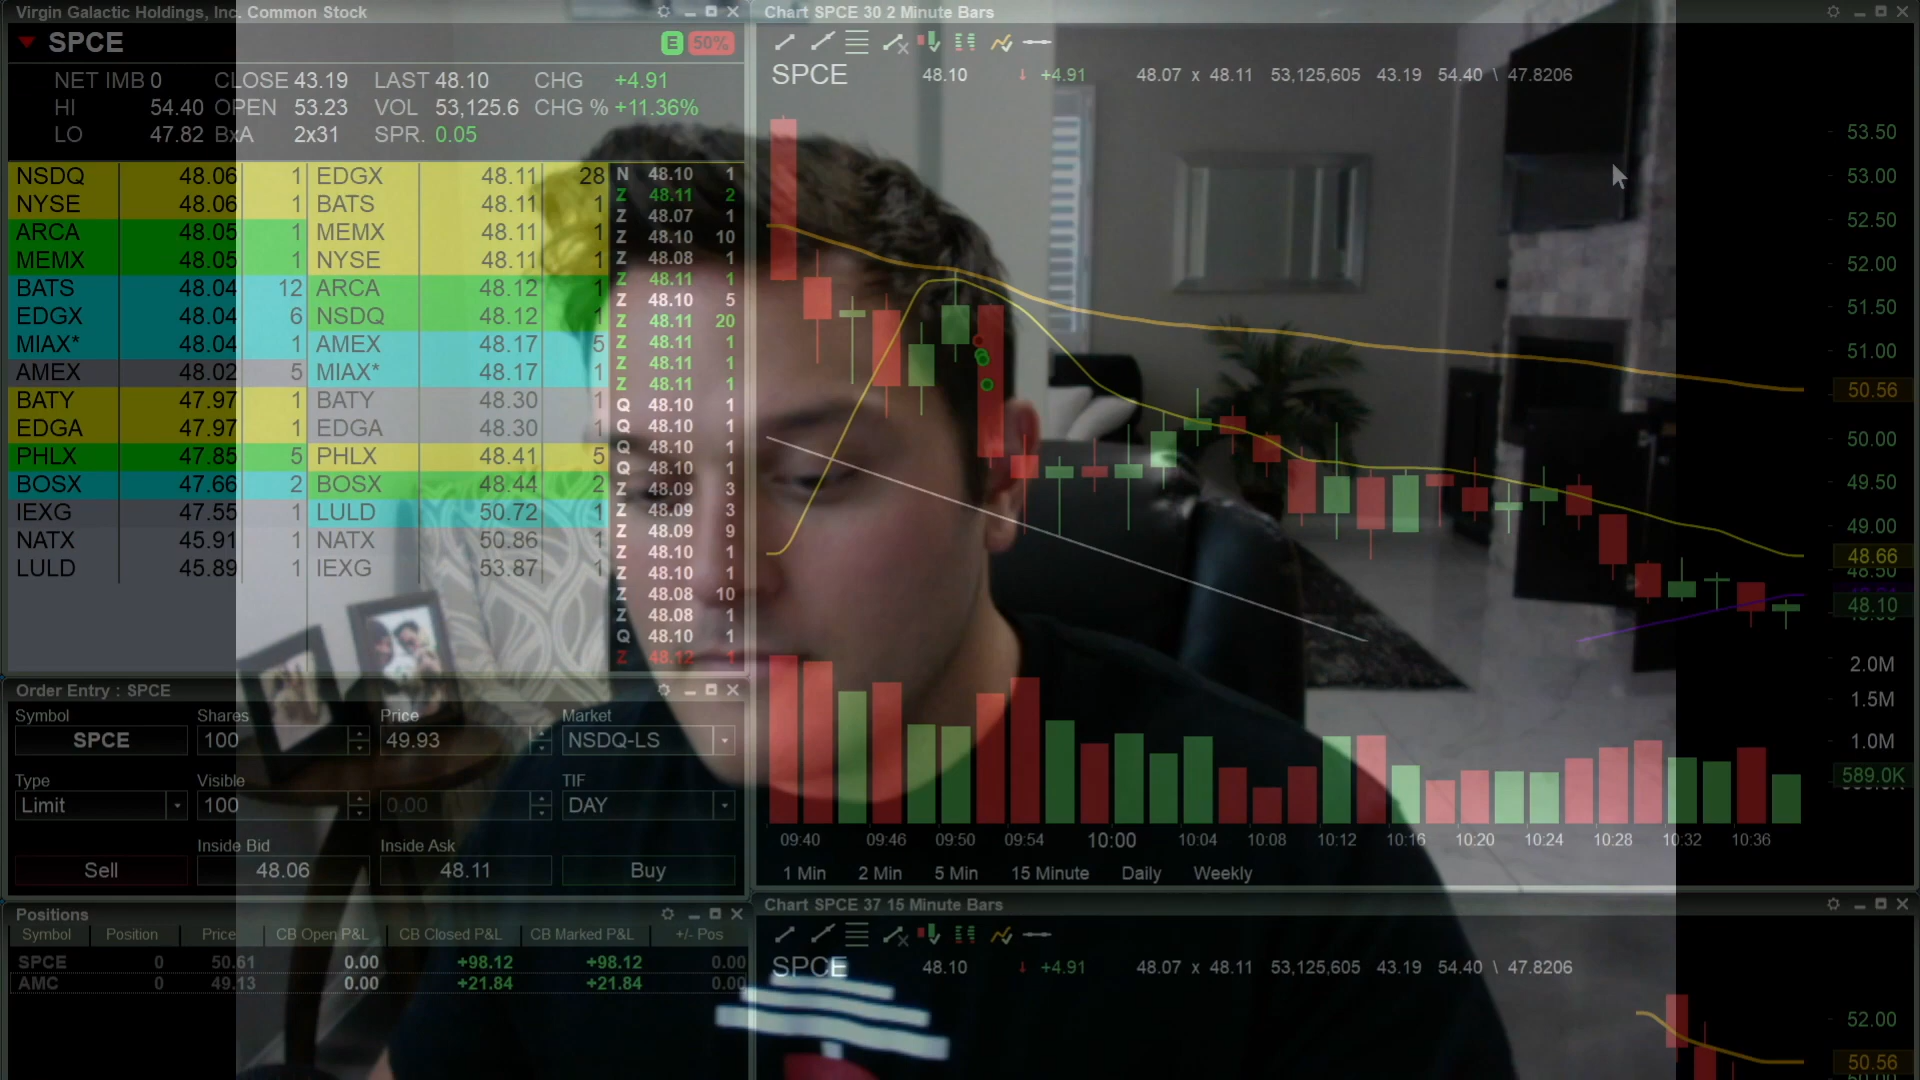 Virgin Galactic Holdings, Inc. Common Stock
SPCE
E 50%
NET IMB 0 CLOSE 43.19 LAST 48.10 CHG +4.91
HI 54.40 OPEN 53.23 VOL 53,125.6 CHG % +11.36%
LO 47.82 BxA 2x31 SPR. 0.05
NSDQ 48.06 1 EDGX 48.11 28
NYSE 48.06 1 BATS 48.11 1
ARCA 48.05 1 MEMX 48.11 1
MEMX 48.05 1 NYSE 48.11 1
BATS 48.04 12 ARCA 48.12 1
EDGX 48.04 6 NSDQ 48.12 1
MIAX* 48.04 1 AMEX 48.17 5
AMEX 48.02 5 MIAX* 48.17 1
BATY 47.97 1 BATY 48.30 1
EDGA 47.97 1 EDGA 48.30 1
PHLX 47.85 5 PHLX 48.41 5
BOSX 47.66 2 BOSX 48.44 2
IEXG 47.55 1 LULD 50.72 1
NATX 45.91 1 NATX 50.86 1
LULD 45.89 1 IEXG 53.87 1
N 48.10 1
Z 48.11 2
Z 48.07 1
Z 48.10 10
Z 48.08 1
Z 48.11 1
Z 48.10 5
Z 48.11 20
Z 48.11 1
Z 48.11 1
Z 48.11 1
Q 48.10 1
Q 48.10 1
Q 48.10 1
Q 48.10 1
Z 48.09 3
Z 48.09 3
Z 48.09 9
Z 48.10 1
Z 48.10 1
Z 48.08 10
Z 48.08 1
Q 48.10 1
Z 48.12 1
Order Entry : SPCE
Symbol Shares Price Market
SPCE 100 49.93 NSDQ-LS
Type Visible TIF
Limit 100 0.00 DAY
Inside Bid Inside Ask
Sell 48.06 48.11 Buy
Positions
Symbol Position Price CB Open P&L CB Closed P&L CB Marked P&L +/- Pos
SPCE 0 50.61 0.00 +98.12 +98.12 0.00
AMC 0 49.13 0.00 +21.84 +21.84 0.00
Chart SPCE 30 2 Minute Bars
SPCE 48.10 +4.91 48.07 x 48.11 53,125,605 43.19 54.40 \ 47.8206
53.50
53.00
52.50
52.00
51.50
51.00
50.56
50.00
49.50
49.00
48.66
48.50
48.10
2.0M
1.5M
1.0M
589.0K
09:40 09:46 09:50 09:54 10:00 10:04 10:08 10:12 10:16 10:20 10:24 10:28 10:32 10:36
1 Min 2 Min 5 Min 15 Minute Daily Weekly
Chart SPCE 37 15 Minute Bars
SPCE 48.10 +4.91 48.07 x 48.11 53,125,605 43.19 54.40 \ 47.8206
52.00
50.56